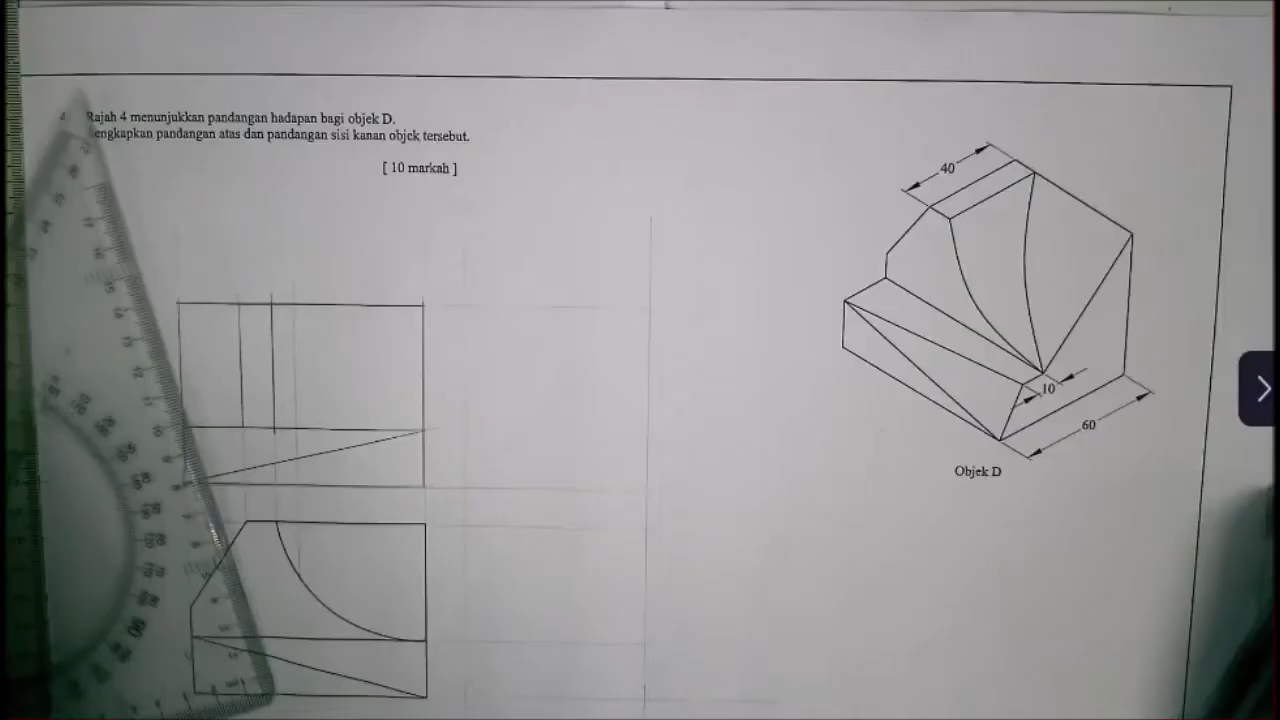 Rajah 4 menunjukkan pandangan hadapan bagi objek D.
engkapkan pandangan atas dan pandangan sisi kanan objek tersebut.
[ 10 markah ]
40
10
60
Objek D